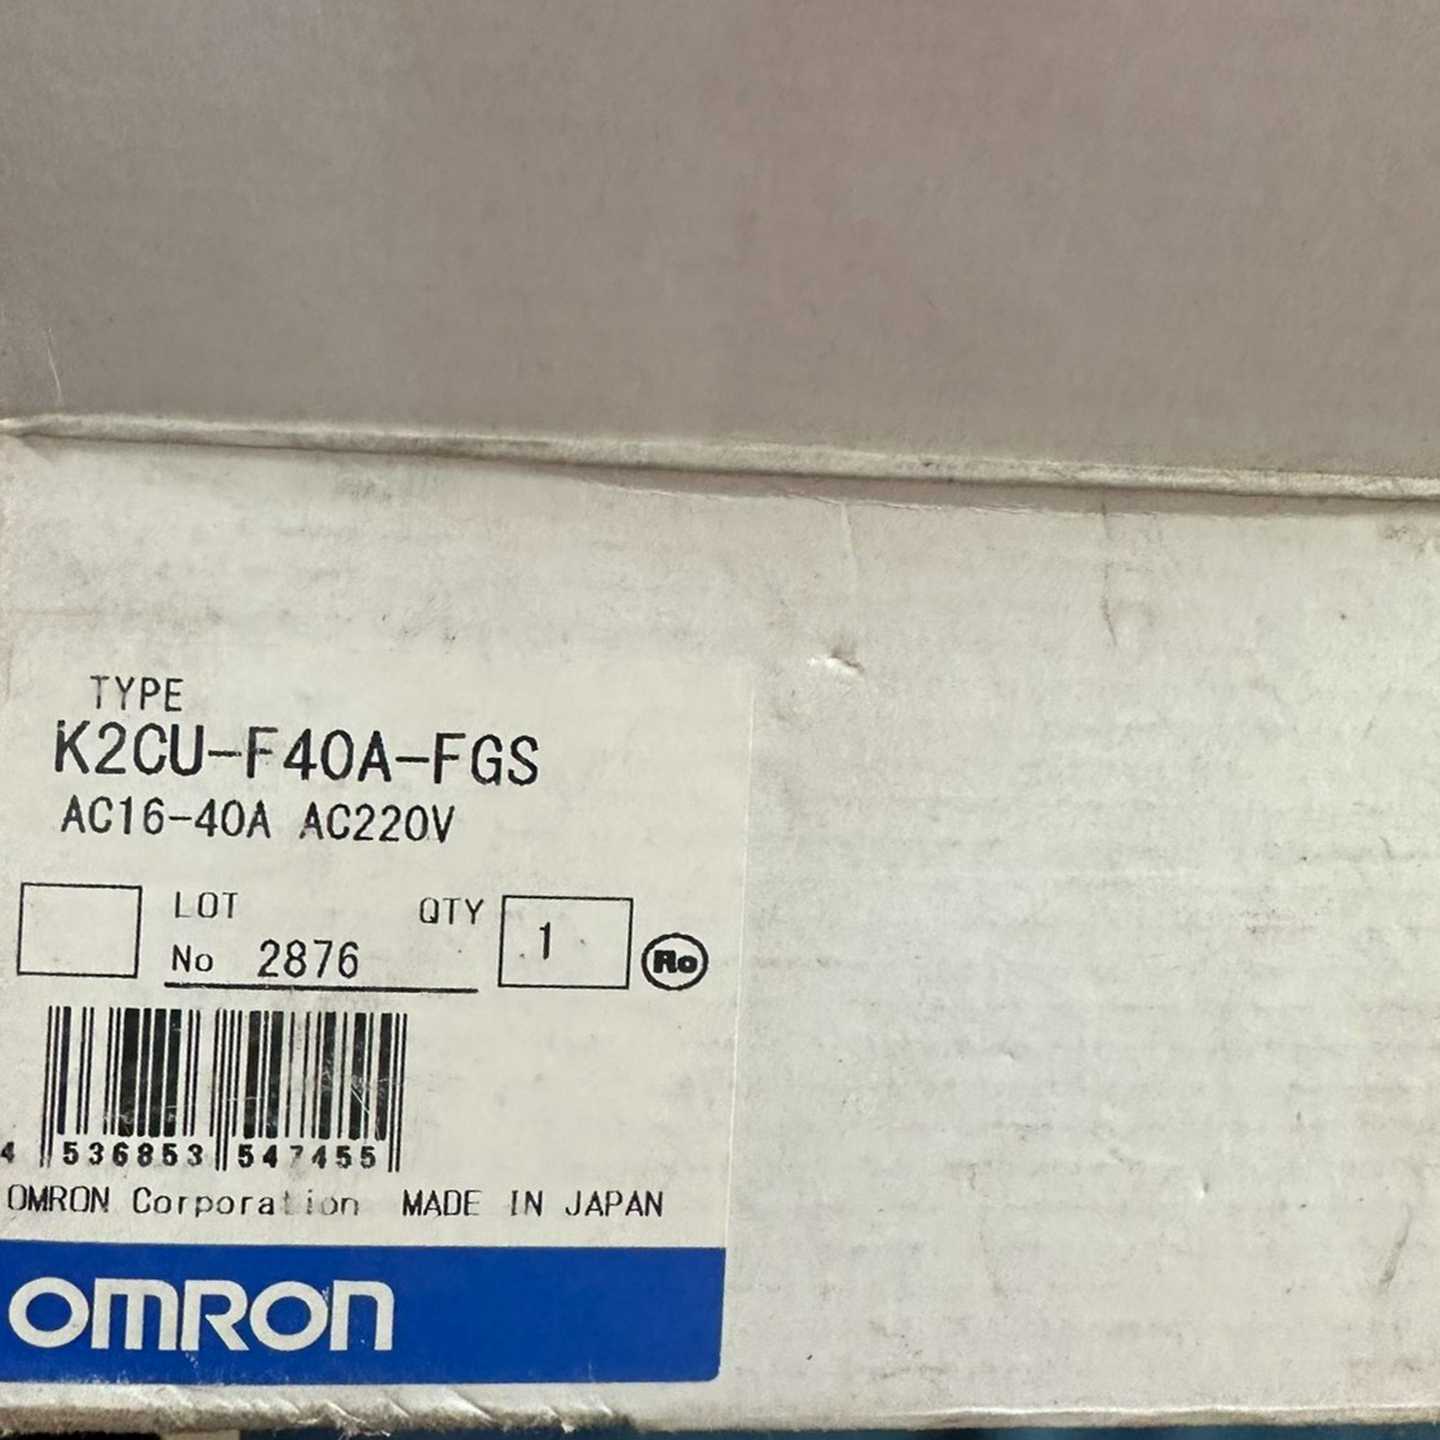 TYPE
K2CU-F40A-FGS
AC16-40A AC220V
LOT QTY
No 2876 1 Ro
4 536853 547455
OMRON Corporation MADE IN JAPAN
OMRON